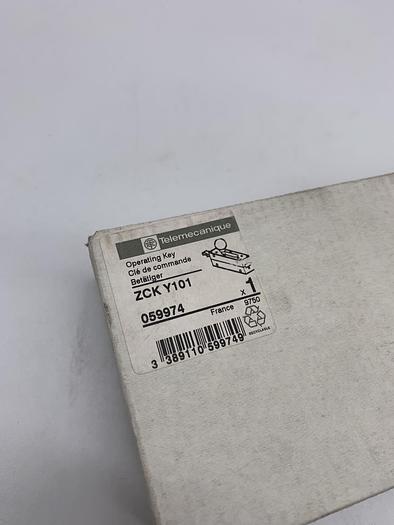 Telemecanique
Operating Key
Clé de commande
Betätiger
ZCK Y101
059974
x 1
France 9750
3 389110 599749
RECYCLABLE